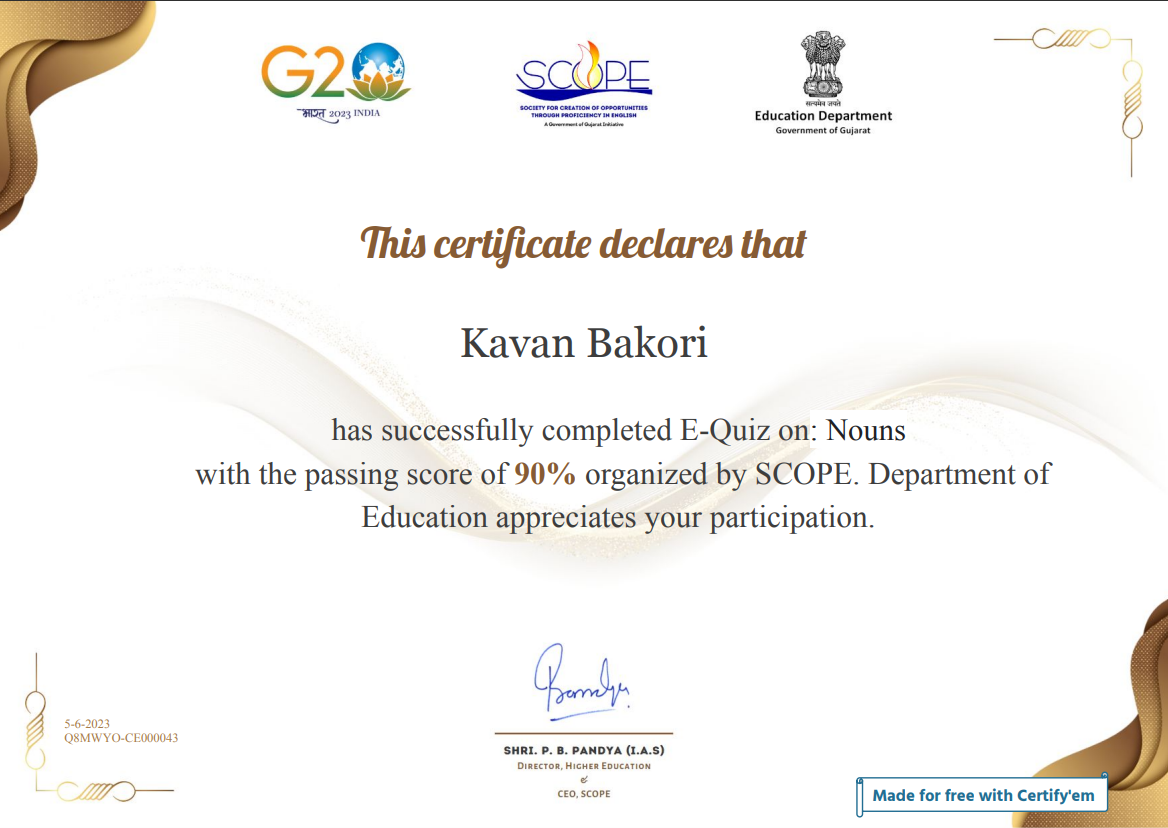 G20
भारत 2023 INDIA
SCOPE
SOCIETY FOR CREATION OF OPPORTUNITIES
THROUGH PROFICIENCY IN ENGLISH
A Government of Gujarat Initiative
सत्यमेव जयते
Education Department
Government of Gujarat
This certificate declares that
Kavan Bakori
has successfully completed E-Quiz on: Nouns
with the passing score of 90% organized by SCOPE. Department of
Education appreciates your participation.
Pandya
5-6-2023
Q8MWYO-CE000043
SHRI. P. B. PANDYA (I.A.S)
DIRECTOR, HIGHER EDUCATION
&
CEO, SCOPE
Made for free with Certify'em